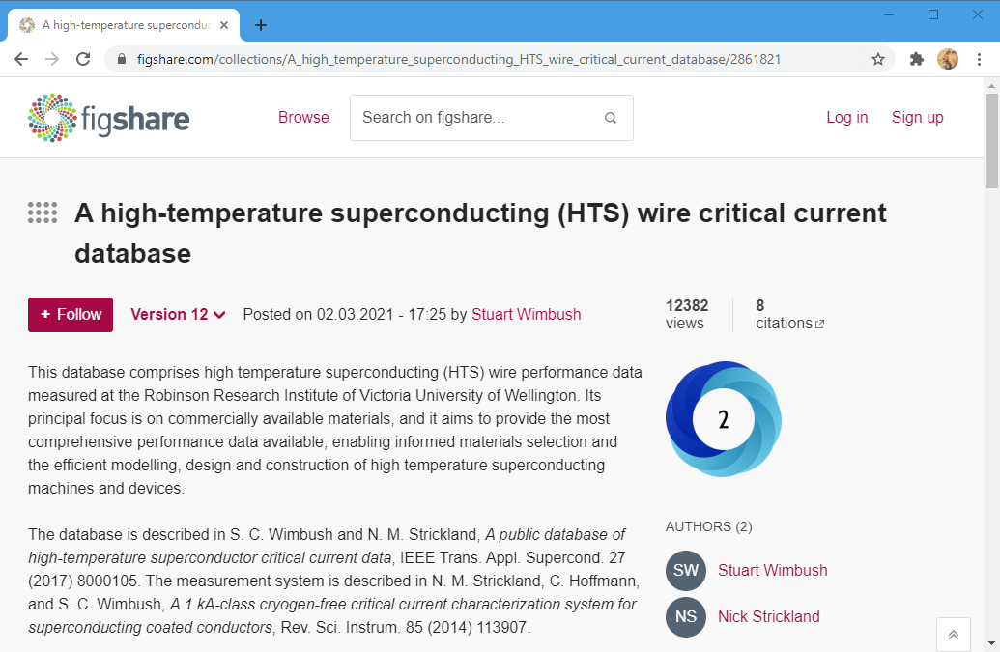 A high-temperature superconduc
figshare.com/collections/A_high_temperature_superconducting_HTS_wire_critical_current_database/2861821
figshare
Browse
Search on figshare...
Log in
Sign up
A high-temperature superconducting (HTS) wire critical current
database
+ Follow
Version 12
Posted on 02.03.2021 - 17:25 by Stuart Wimbush
12382
views
8
citations
This database comprises high temperature superconducting (HTS) wire performance data
measured at the Robinson Research Institute of Victoria University of Wellington. Its
principal focus is on commercially available materials, and it aims to provide the most
comprehensive performance data available, enabling informed materials selection and
the efficient modelling, design and construction of high temperature superconducting
machines and devices.
2
The database is described in S. C. Wimbush and N. M. Strickland, A public database of
high-temperature superconductor critical current data, IEEE Trans. Appl. Supercond. 27
(2017) 8000105. The measurement system is described in N. M. Strickland, C. Hoffmann,
and S. C. Wimbush, A 1 kA-class cryogen-free critical current characterization system for
superconducting coated conductors, Rev. Sci. Instrum. 85 (2014) 113907.
AUTHORS (2)
SW Stuart Wimbush
NS Nick Strickland